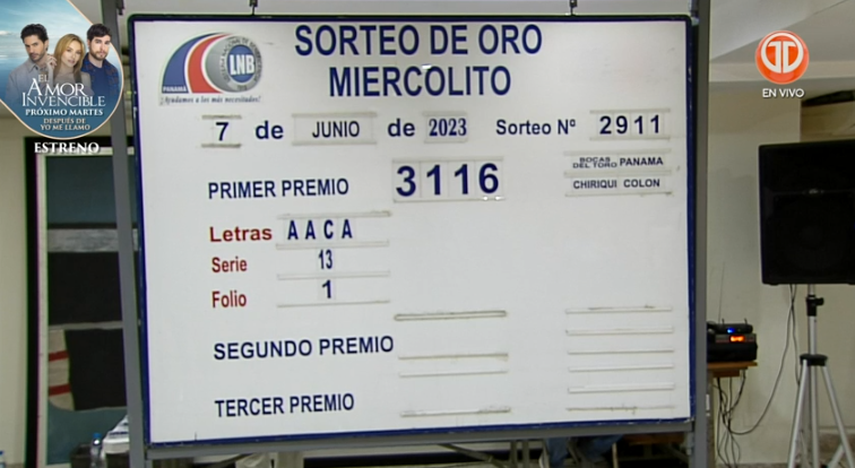 EL
AMOR
INVENCIBLE
PRÓXIMO MARTES
DESPUÉS DE
YO ME LLAMO
ESTRENO
EN VIVO
LNB
PANAMÁ
¡Ayudamos a los más necesitados!
SORTEO DE ORO
MIERCOLITO
7 de JUNIO de 2023 Sorteo Nº 2911
PRIMER PREMIO 3116
BOCAS DEL TORO PANAMA
CHIRIQUI COLON
Letras A A C A
Serie 13
Folio 1
SEGUNDO PREMIO
TERCER PREMIO